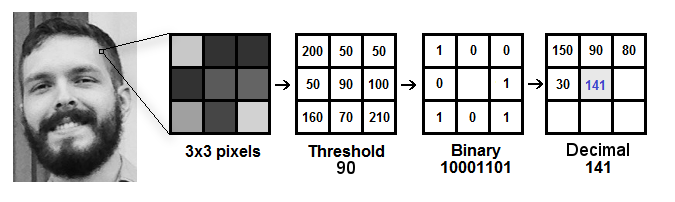 200 50 50
50 90 100
160 70 210
1 0 0
0 1
1 0 1
150 90 80
30 141
3x3 pixels
Threshold
90
Binary
10001101
Decimal
141